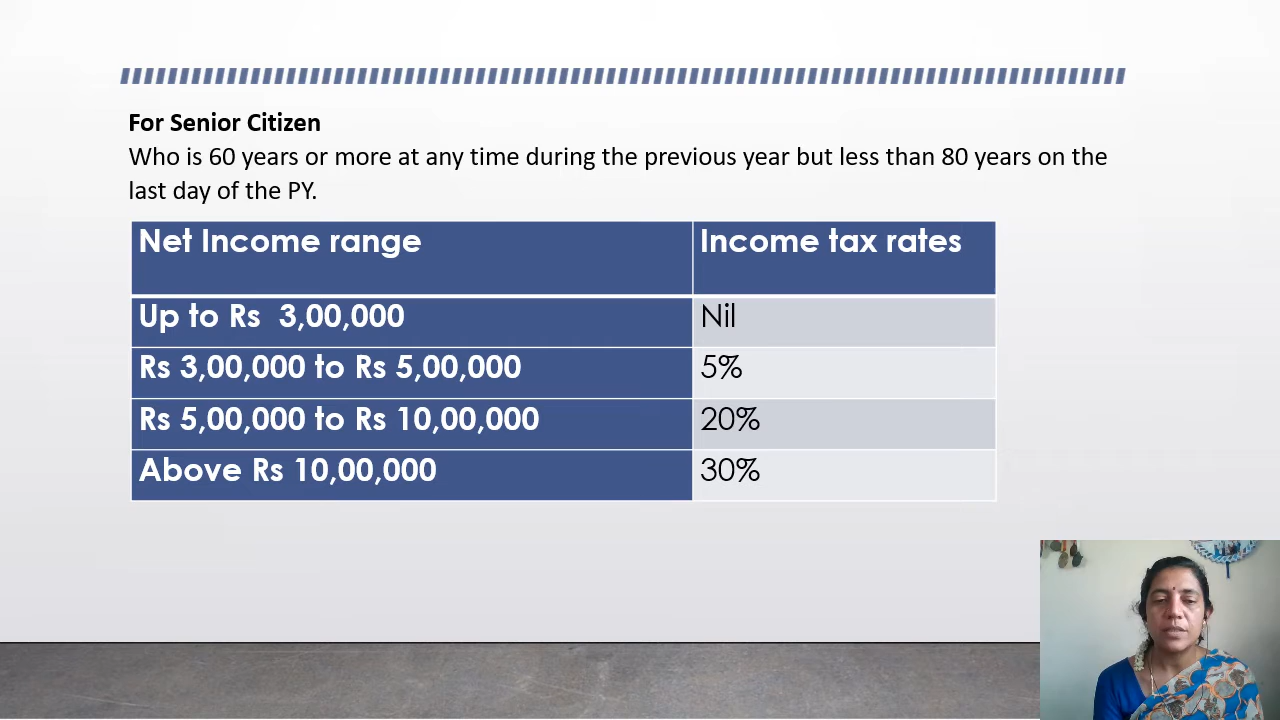 For Senior Citizen
Who is 60 years or more at any time during the previous year but less than 80 years on the
last day of the PY.
Net Income range Income tax rates
Up to Rs 3,00,000 Nil
Rs 3,00,000 to Rs 5,00,000 5%
Rs 5,00,000 to Rs 10,00,000 20%
Above Rs 10,00,000 30%